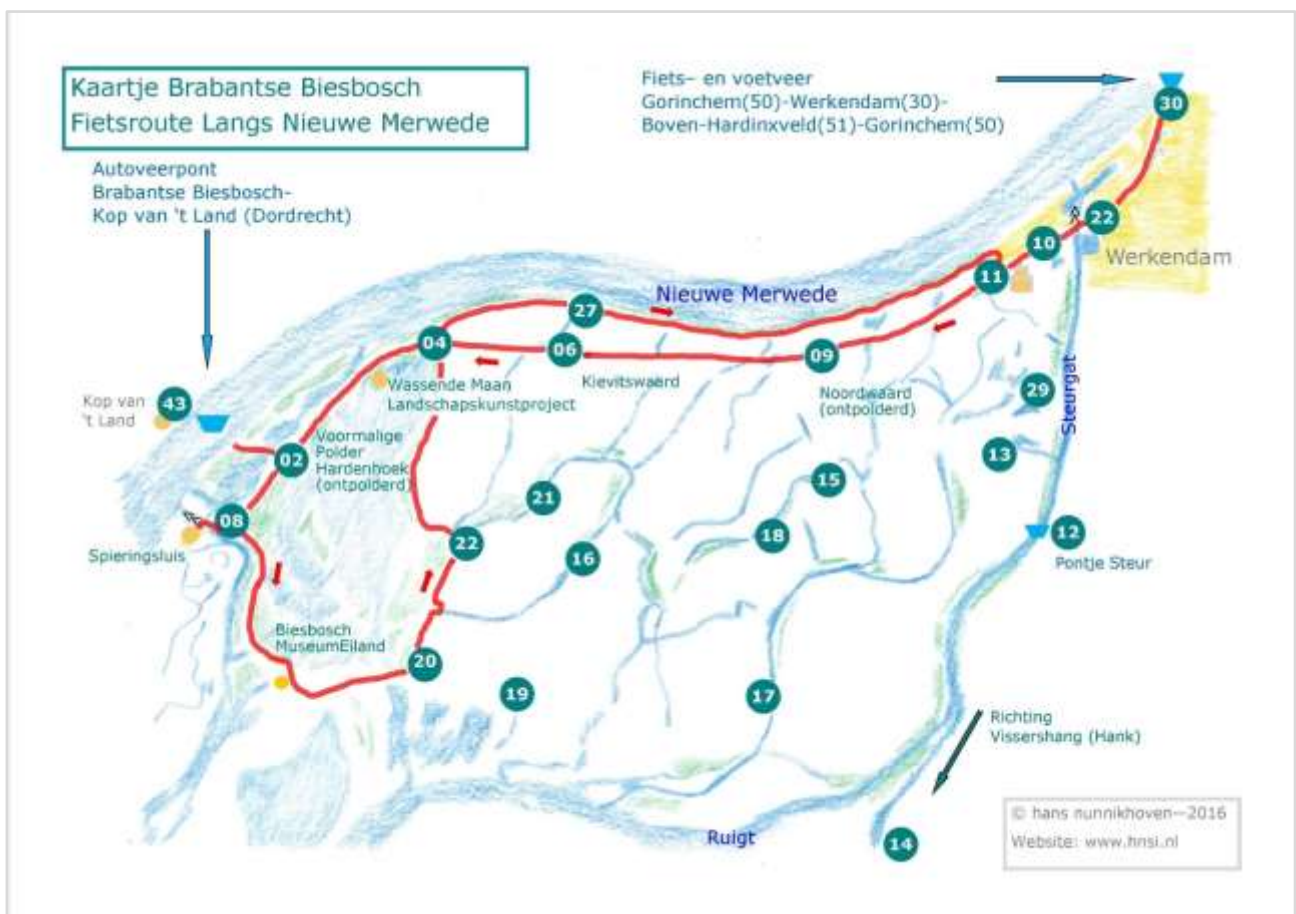 Kaartje Brabantse Biesbosch
Fietsroute Langs Nieuwe Merwede
Fiets– en voetveer
Gorinchem(50)-Werkendam(30)-
Boven-Hardinxveld(51)-Gorinchem(50)
30
Autoveerpont
Brabantse Biesbosch-
Kop van 't Land (Dordrecht)
22
10
Werkendam
11
Nieuwe Merwede
27
04
06
09
Kievitswaard
Wassende Maan
Landschapskunstproject
Noordwaard
(ontpolderd)
29
Steurgat
43
Kop van
't Land
02
Voormalige
Polder
Hardenhoek
(ontpolderd)
13
15
21
08
18
12
22
16
Spieringsluis
Pontje Steur
Biesbosch
MuseumEiland
20
19
17
Richting
Vissershang (Hank)
Ruigt
14
© hans nunnikhoven—2016
Website: www.hnsi.nl